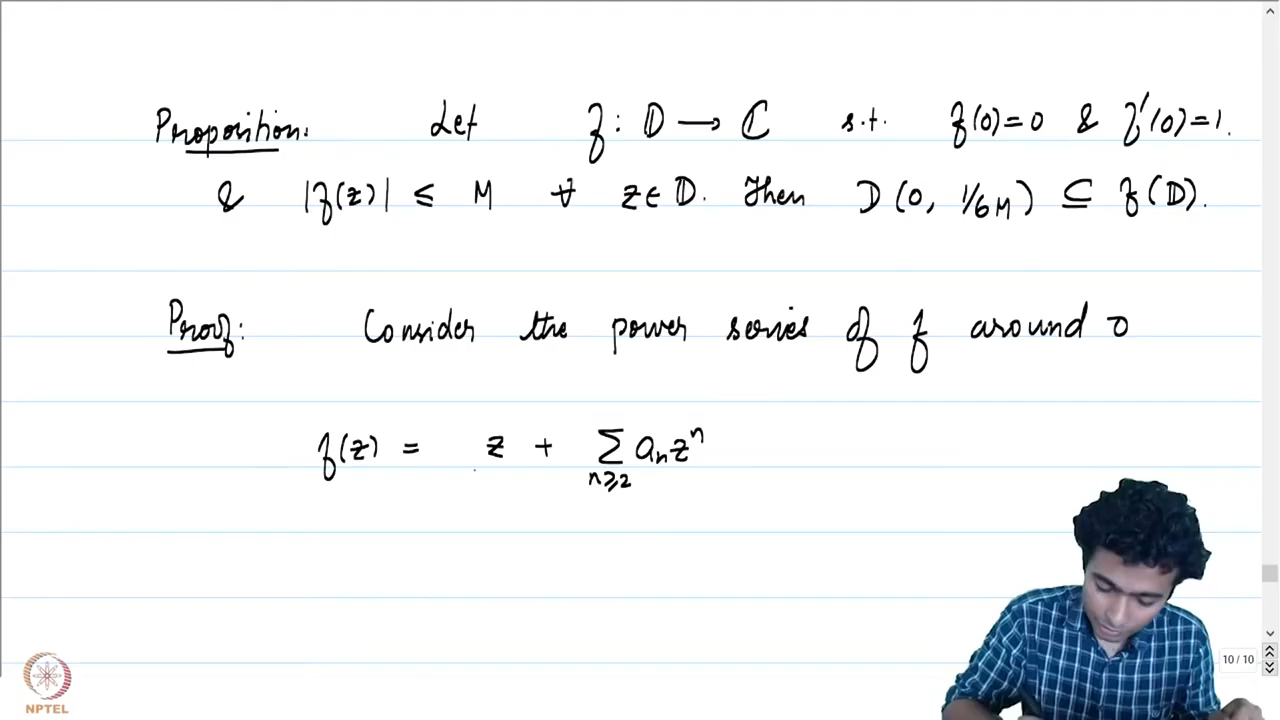 Proposition: Let f : 𝔻 → ℂ s.t. f(0)=0 & f'(0)=1.
& |f(z)| ≤ M ∀ z ∈ 𝔻. Then D(0, 1/6M) ⊆ f(𝔻).
Proof: Consider the power series of f around 0
f(z) = z + ∑_{n≥2} a_n z^n
10 / 10
NPTEL